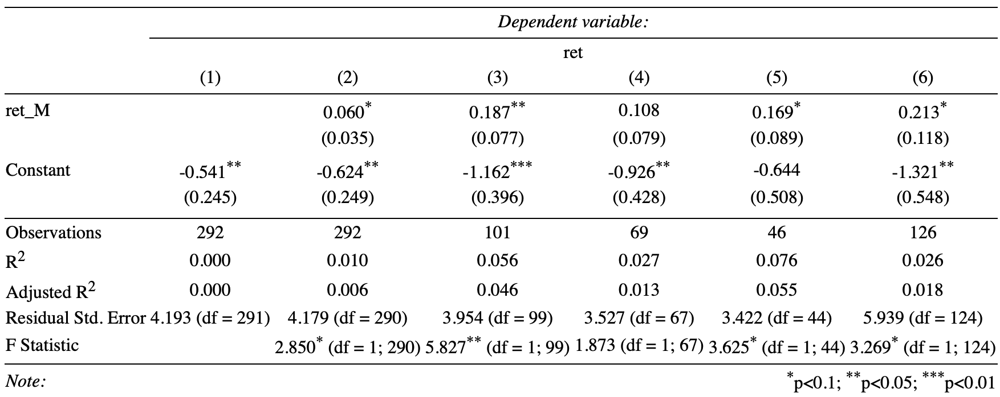 Dependent variable:
ret
(1) (2) (3) (4) (5) (6)
ret_M 0.060* 0.187** 0.108 0.169* 0.213*
(0.035) (0.077) (0.079) (0.089) (0.118)
Constant -0.541** -0.624** -1.162*** -0.926** -0.644 -1.321**
(0.245) (0.249) (0.396) (0.428) (0.508) (0.548)
Observations 292 292 101 69 46 126
R2 0.000 0.010 0.056 0.027 0.076 0.026
Adjusted R2 0.000 0.006 0.046 0.013 0.055 0.018
Residual Std. Error 4.193 (df = 291) 4.179 (df = 290) 3.954 (df = 99) 3.527 (df = 67) 3.422 (df = 44) 5.939 (df = 124)
F Statistic 2.850* (df = 1; 290) 5.827** (df = 1; 99) 1.873 (df = 1; 67) 3.625* (df = 1; 44) 3.269* (df = 1; 124)
Note: *p<0.1; **p<0.05; ***p<0.01